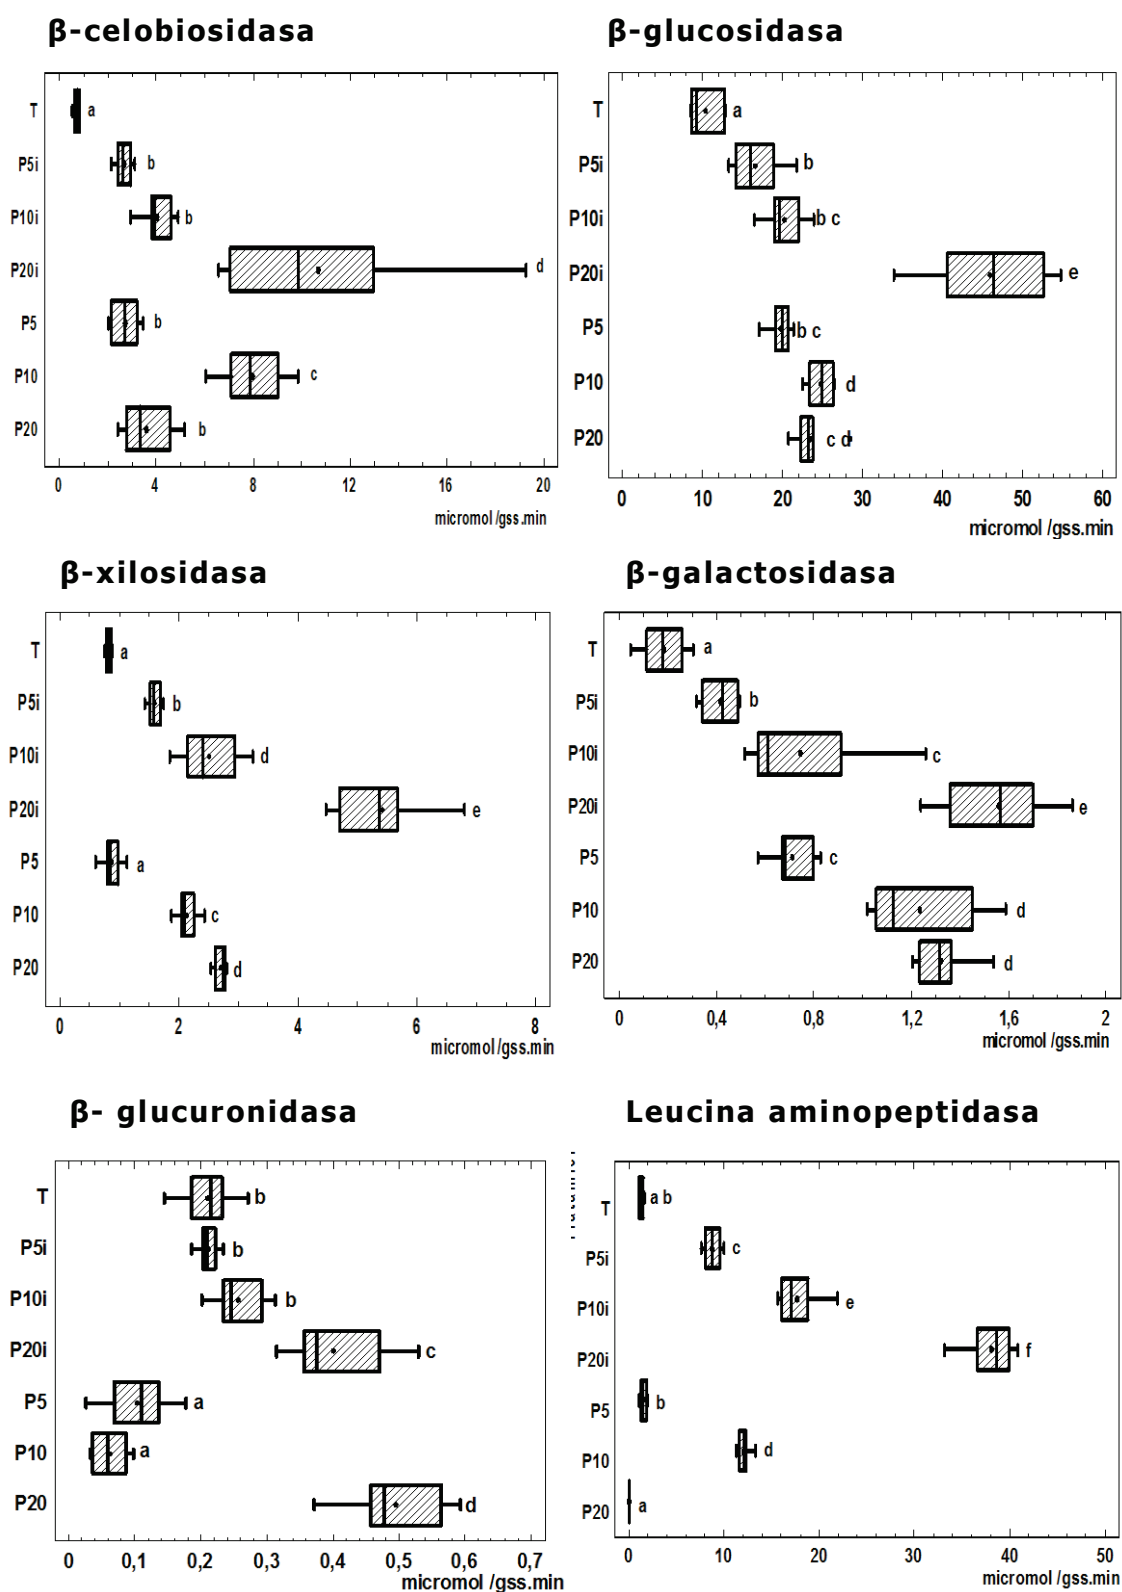 β-celobiosidasa
T a
P5i b
P10i b
P20i d
P5 b
P10 c
P20 b
0 4 8 12 16 20
micromol /gss.min
β-glucosidasa
T a
P5i b
P10i b c
P20i e
P5 b c
P10 d
P20 c d
0 10 20 30 40 50 60
micromol /gss.min
β-xilosidasa
T a
P5i b
P10i d
P20i e
P5 a
P10 c
P20 d
0 2 4 6 8
micromol /gss.min
β-galactosidasa
T a
P5i b
P10i c
P20i e
P5 c
P10 d
P20 d
0 0,4 0,8 1,2 1,6 2
micromol /gss.min
β- glucuronidasa
T b
P5i b
P10i b
P20i c
P5 a
P10 a
P20 d
0 0,1 0,2 0,3 0,4 0,5 0,6 0,7
micromol /gss.min
Leucina aminopeptidasa
T a b
P5i c
P10i e
P20i f
P5 b
P10 d
P20 a
0 10 20 30 40 50
micromol /gss.min